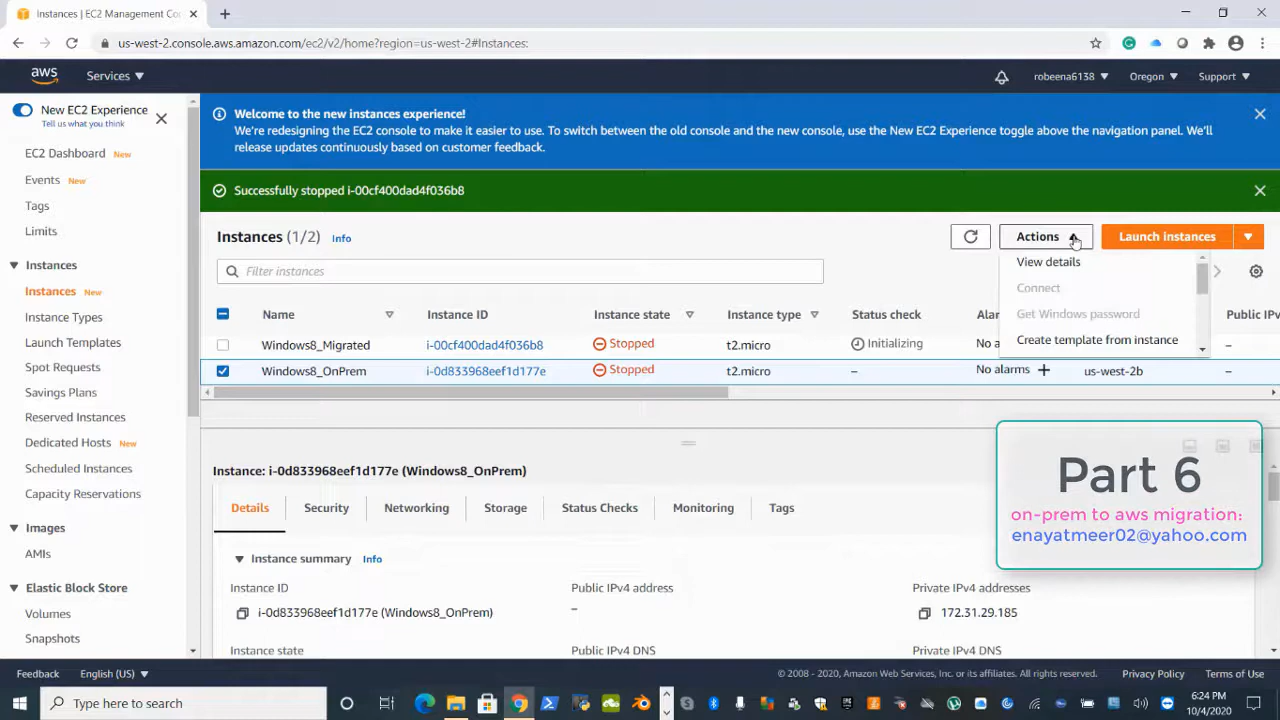 Instances | EC2 Management Co
us-west-2.console.aws.amazon.com/ec2/v2/home?region=us-west-2#Instances:
aws
Services
robeena6138
Oregon
Support
New EC2 Experience
Tell us what you think
EC2 Dashboard New
Events New
Tags
Limits
Instances
Instances New
Instance Types
Launch Templates
Spot Requests
Savings Plans
Reserved Instances
Dedicated Hosts New
Scheduled Instances
Capacity Reservations
Images
AMIs
Elastic Block Store
Volumes
Snapshots
Welcome to the new instances experience!
We're redesigning the EC2 console to make it easier to use. To switch between the old console and the new console, use the New EC2 Experience toggle above the navigation panel. We'll
release updates continuously based on customer feedback.
Successfully stopped i-00cf400dad4f036b8
Instances (1/2) Info
Actions
Launch instances
Filter instances
View details
Connect
Get Windows password
Create template from instance
Name Instance ID Instance state Instance type Status check Alar Public IPv
Windows8_Migrated i-00cf400dad4f036b8 Stopped t2.micro Initializing No a –
Windows8_OnPrem i-0d833968eef1d177e Stopped t2.micro – No alarms + us-west-2b –
Instance: i-0d833968eef1d177e (Windows8_OnPrem)
Details Security Networking Storage Status Checks Monitoring Tags
Part 6
on-prem to aws migration:
enayatmeer02@yahoo.com
Instance summary Info
Instance ID Public IPv4 address Private IPv4 addresses
i-0d833968eef1d177e (Windows8_OnPrem) – 172.31.29.185
Instance state Public IPv4 DNS Private IPv4 DNS
Feedback
English (US)
© 2008 - 2020, Amazon Web Services, Inc. or its affiliates. All rights reserved.
Privacy Policy
Terms of Use
Type here to search
6:24 PM
10/4/2020